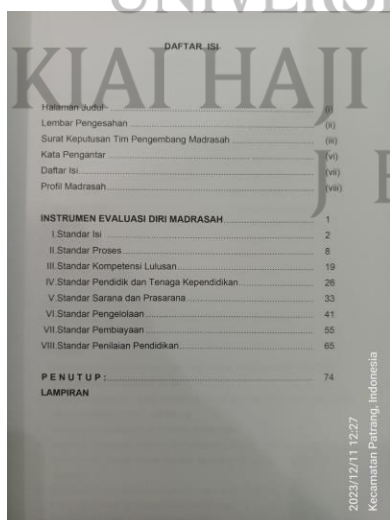 UNIVERSI
KIAI HAJI
J E
DAFTAR ISI
Halaman Judul (i)
Lembar Pengesahan (ii)
Surat Keputusan Tim Pengembang Madrasah (iii)
Kata Pengantar (vi)
Daftar Isi (vii)
Profil Madrasah (viii)
INSTRUMEN EVALUASI DIRI MADRASAH 1
I.Standar Isi 2
II.Standar Proses 8
III.Standar Kompetensi Lulusan 19
IV.Standar Pendidik dan Tenaga Kependidikan 26
V.Standar Sarana dan Prasarana 33
VI.Standar Pengelolaan 41
VII.Standar Pembiayaan 55
VIII.Standar Penilaian Pendidikan 65
P E N U T U P : 74
LAMPIRAN
2023/12/11 12:27
Kecamatan Patrang, Indonesia